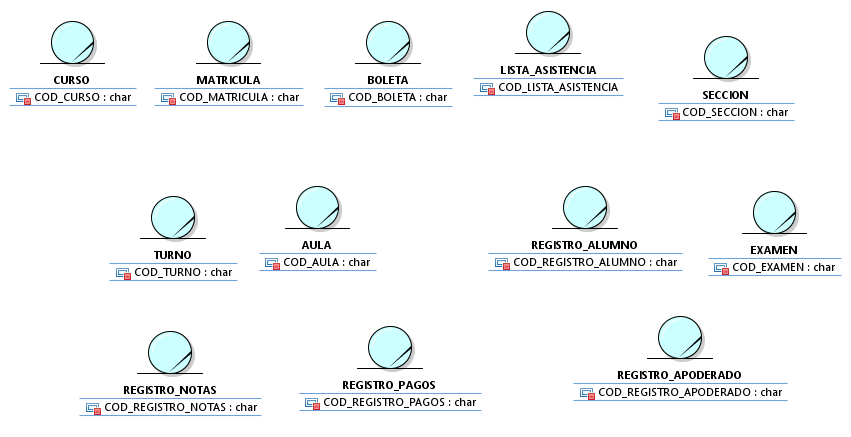 CURSO
COD_CURSO : char
MATRICULA
COD_MATRICULA : char
BOLETA
COD_BOLETA : char
LISTA_ASISTENCIA
COD_LISTA_ASISTENCIA
SECCION
COD_SECCION : char
TURNO
COD_TURNO : char
AULA
COD_AULA : char
REGISTRO_ALUMNO
COD_REGISTRO_ALUMNO : char
EXAMEN
COD_EXAMEN : char
REGISTRO_NOTAS
COD_REGISTRO_NOTAS : char
REGISTRO_PAGOS
COD_REGISTRO_PAGOS : char
REGISTRO_APODERADO
COD_REGISTRO_APODERADO : char